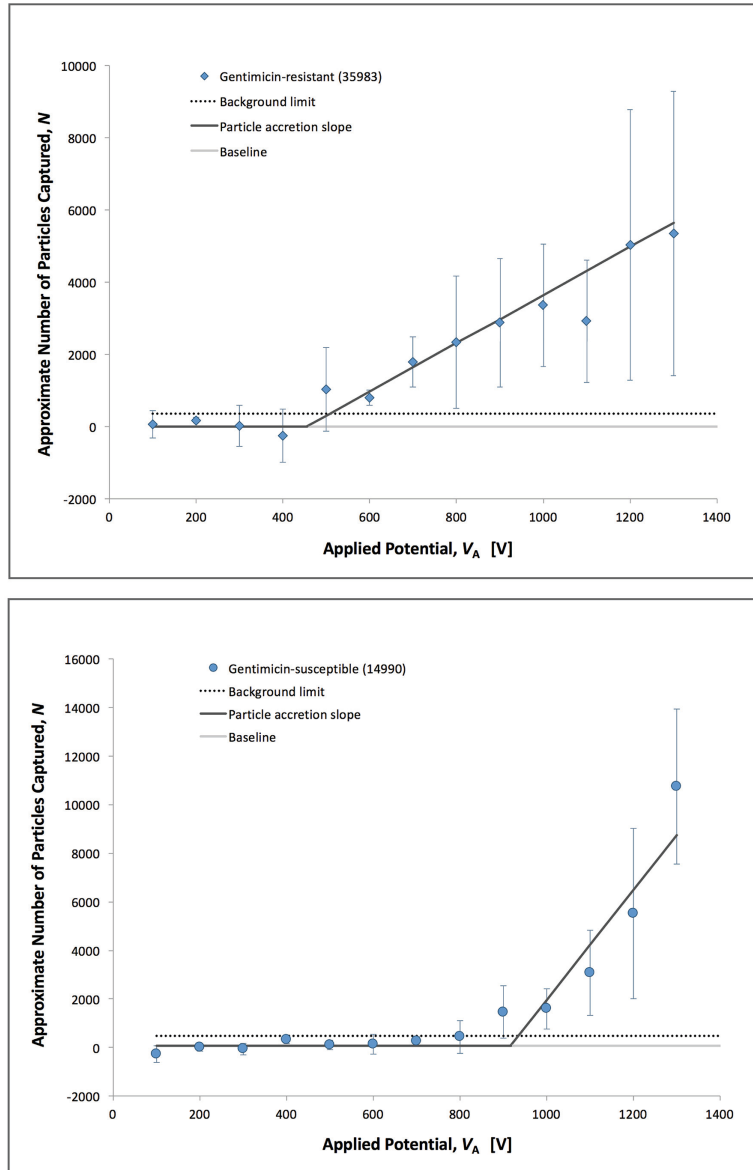 10000
8000
6000
4000
2000
0
-2000
Approximate Number of Particles Captured, N
Gentimicin-resistant (35983)
Background limit
Particle accretion slope
Baseline
0 200 400 600 800 1000 1200 1400
Applied Potential, VA [V]
16000
14000
12000
10000
8000
6000
4000
2000
0
-2000
Approximate Number of Particles Captured, N
Gentimicin-susceptible (14990)
Background limit
Particle accretion slope
Baseline
0 200 400 600 800 1000 1200 1400
Applied Potential, VA [V]